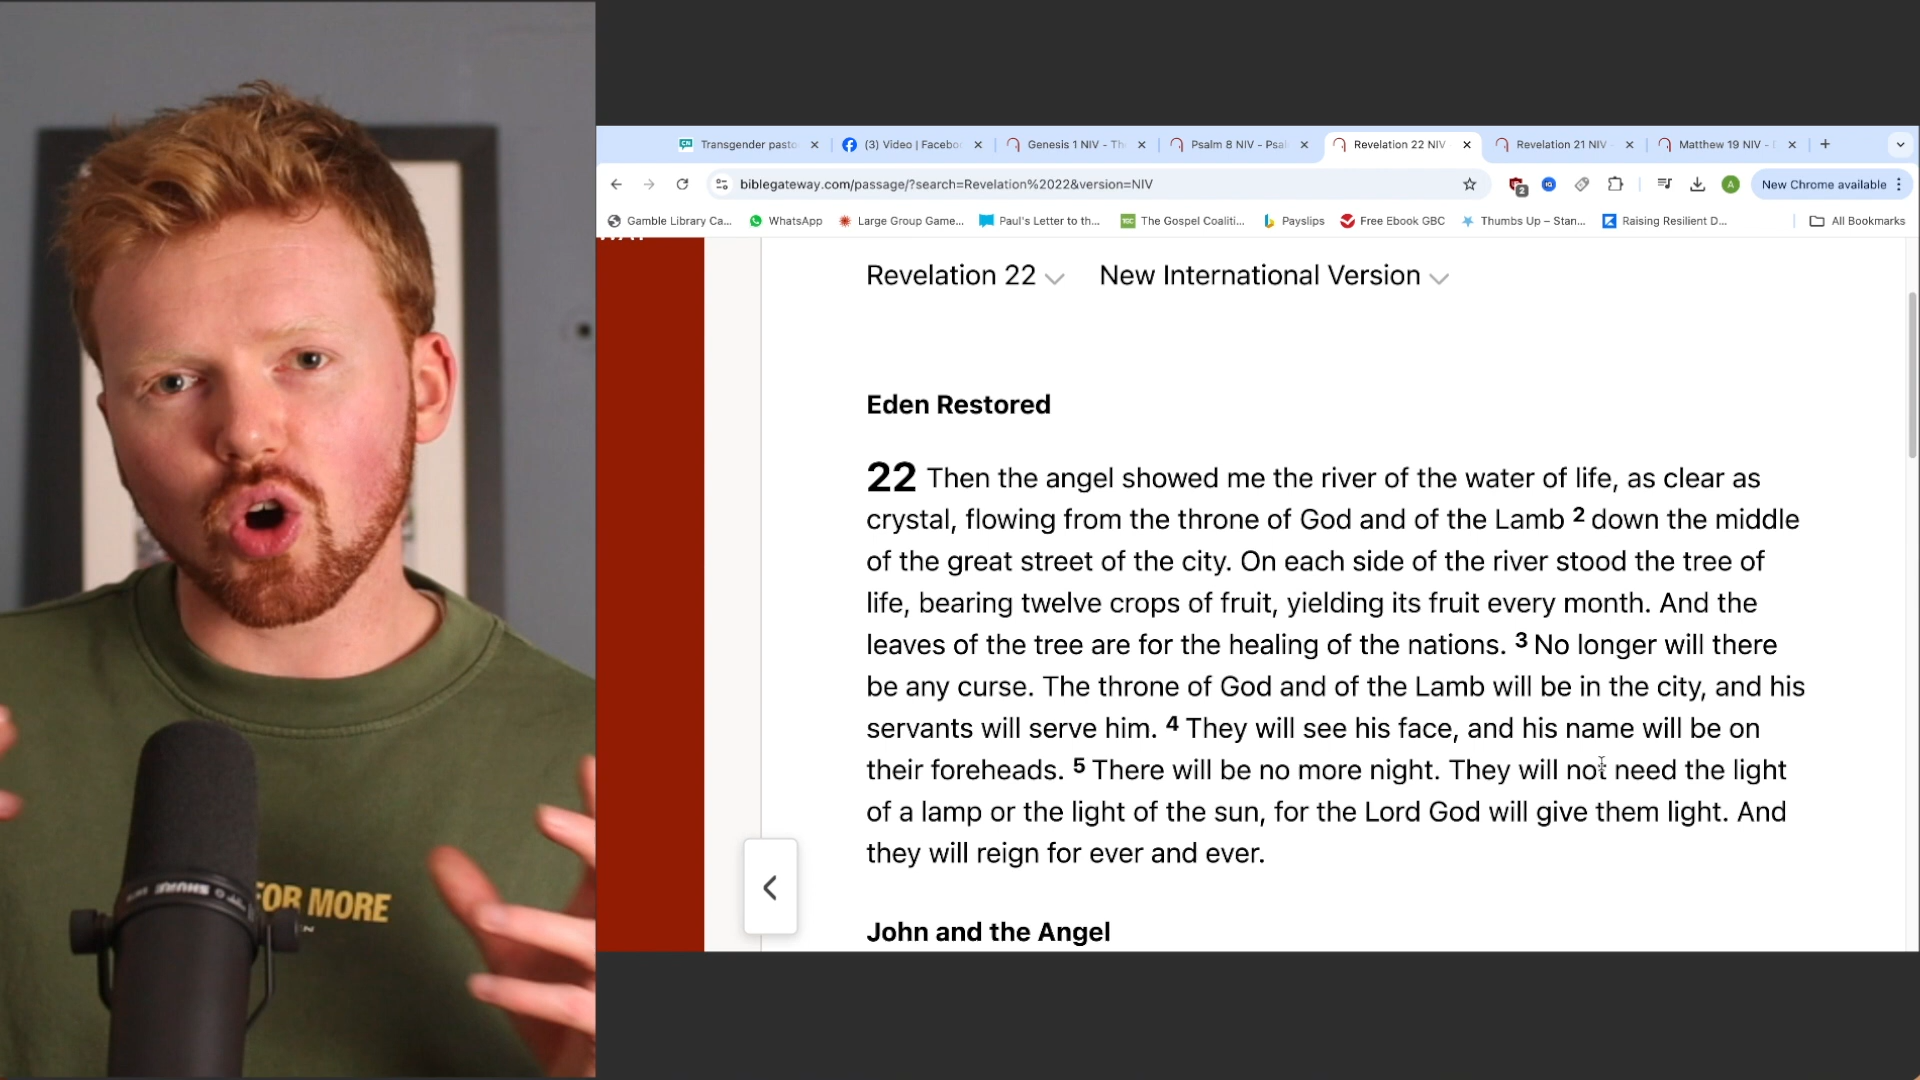 Transgender pasto
(3) Video | Facebo
Genesis 1 NIV - Th
Psalm 8 NIV - Psal
Revelation 22 NIV
Revelation 21 NIV -
Matthew 19 NIV -
biblegateway.com/passage/?search=Revelation%2022&version=NIV
2
A
New Chrome available
Gamble Library Ca...
WhatsApp
Large Group Game...
Paul's Letter to th...
TGC
The Gospel Coaliti...
Payslips
Free Ebook GBC
Thumbs Up – Stan...
Raising Resilient D...
All Bookmarks
Revelation 22
New International Version
Eden Restored
22 Then the angel showed me the river of the water of life, as clear as
crystal, flowing from the throne of God and of the Lamb 2 down the middle
of the great street of the city. On each side of the river stood the tree of
life, bearing twelve crops of fruit, yielding its fruit every month. And the
leaves of the tree are for the healing of the nations. 3 No longer will there
be any curse. The throne of God and of the Lamb will be in the city, and his
servants will serve him. 4 They will see his face, and his name will be on
their foreheads. 5 There will be no more night. They will not need the light
of a lamp or the light of the sun, for the Lord God will give them light. And
they will reign for ever and ever.
John and the Angel
SHURE
FOR MORE